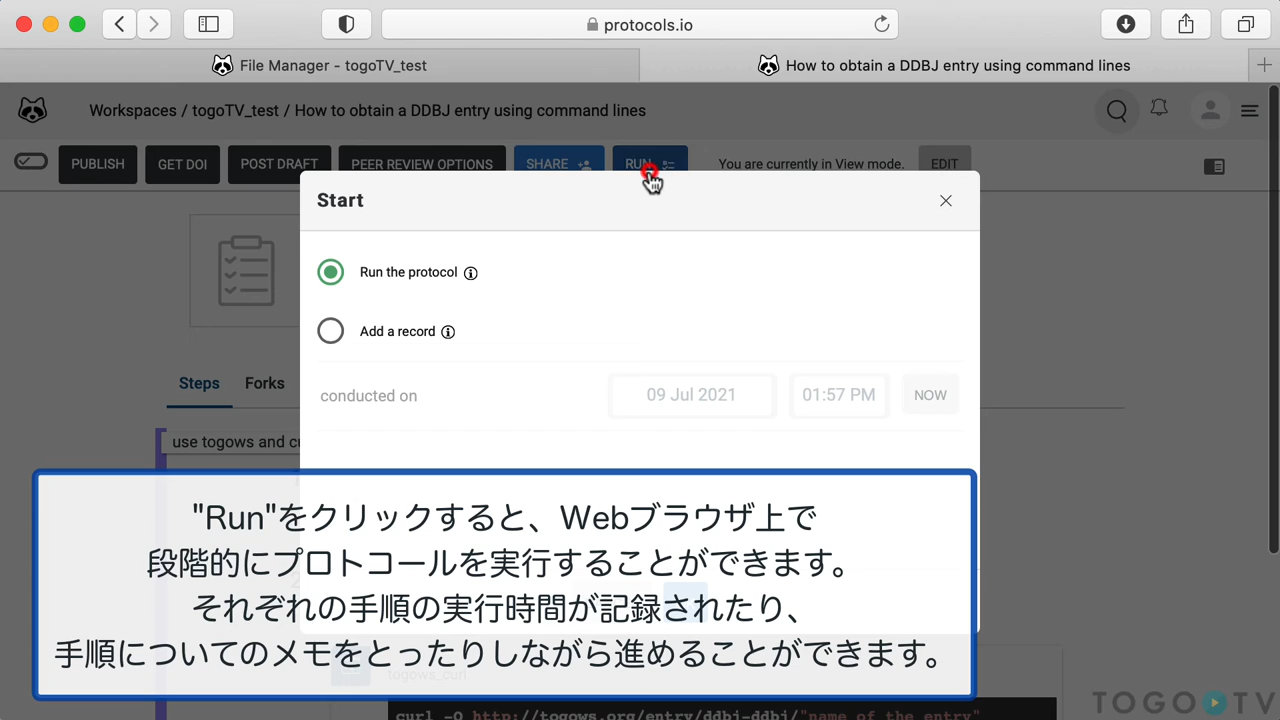 protocols.io
File Manager - togoTV_test
How to obtain a DDBJ entry using command lines
Workspaces / togoTV_test / How to obtain a DDBJ entry using command lines
PUBLISH
GET DOI
POST DRAFT
PEER REVIEW OPTIONS
SHARE
RUN
You are currently in View mode.
EDIT
Start
Run the protocol
Add a record
Steps
Forks
conducted on
09 Jul 2021
01:57 PM
NOW
use togows and
"Run"をクリックすると、Webブラウザ上で
段階的にプロトコールを実行することができます。
それぞれの手順の実行時間が記録されたり、
手順についてのメモをとったりしながら進めることができます。
togows_curl
curl -O http://togows.org/entry/ddbj-ddbj/"name of the entry"
TOGO TV